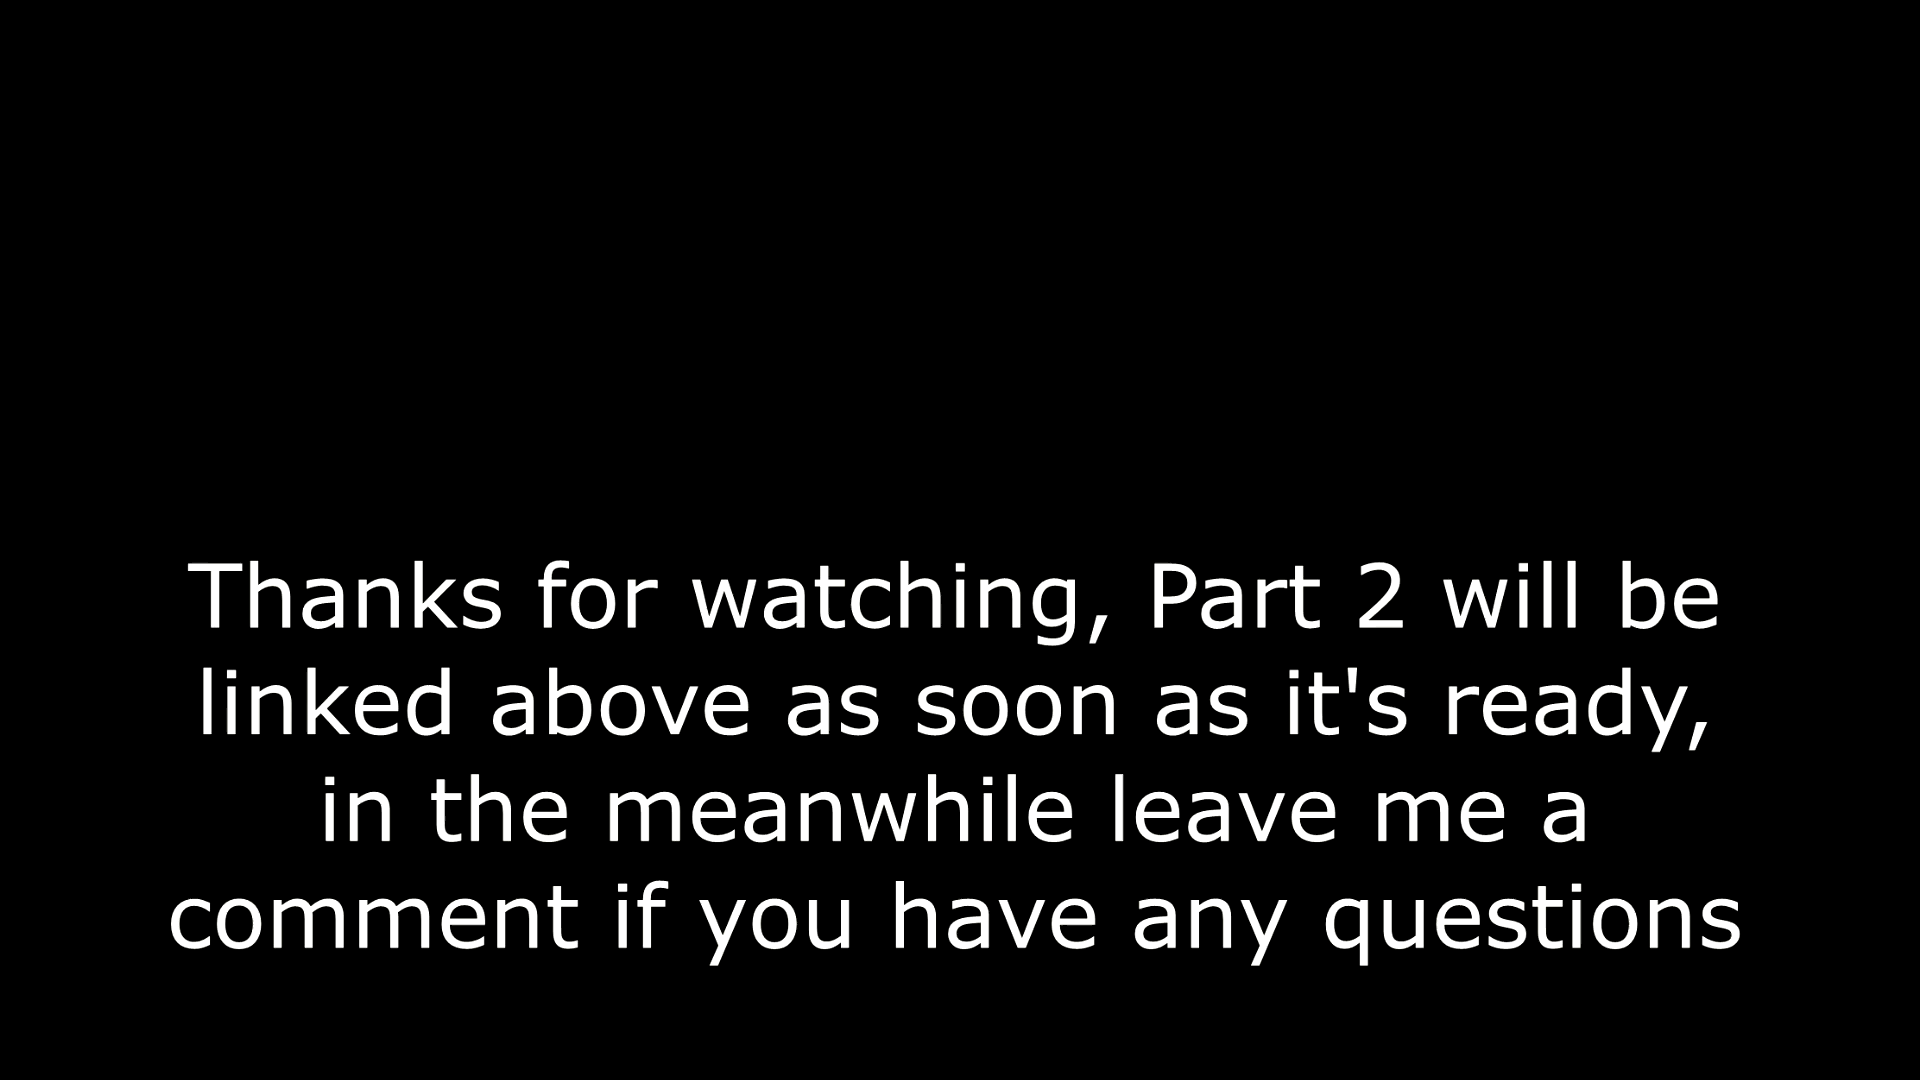 Thanks for watching, Part 2 will be
linked above as soon as it's ready,
in the meanwhile leave me a
comment if you have any questions